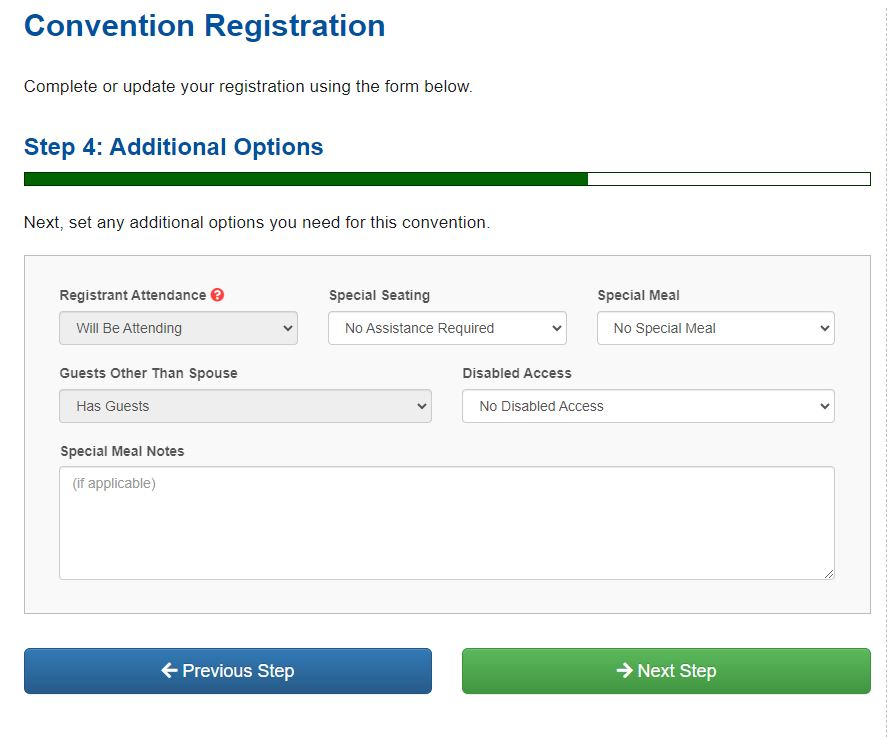 Convention Registration
Complete or update your registration using the form below.
Step 4: Additional Options
Next, set any additional options you need for this convention.
Registrant Attendance ?
Special Seating
Special Meal
Will Be Attending
No Assistance Required
No Special Meal
Guests Other Than Spouse
Disabled Access
Has Guests
No Disabled Access
Special Meal Notes
(if applicable)
Previous Step
Next Step